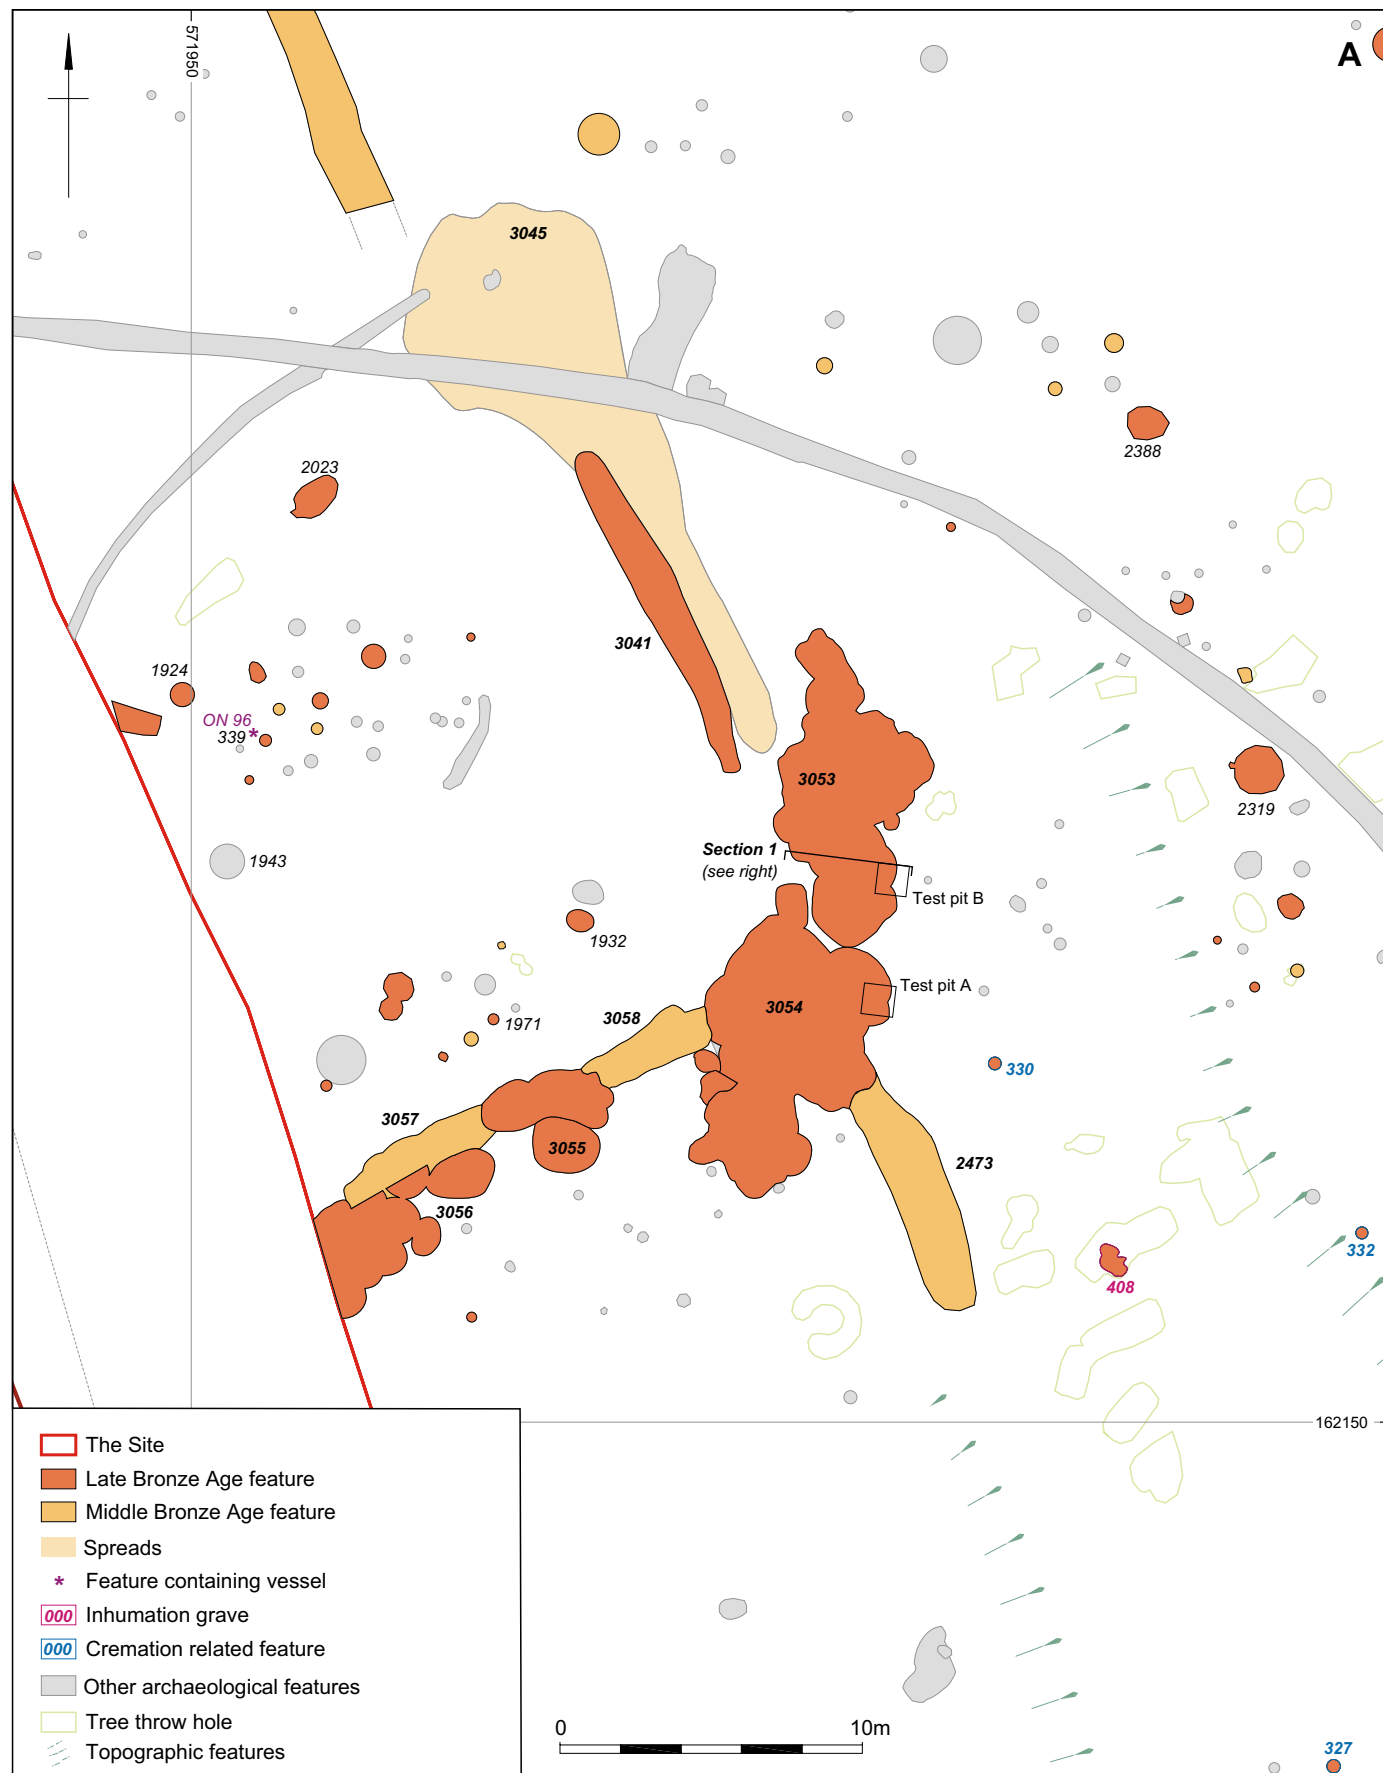 571950
A
3045
2388
2023
3041
1924
ON 96
339
3053
2319
Section 1
(see right)
1943
Test pit B
1932
Test pit A
3054
3058
1971
330
3057
3055
2473
3056
332
408
162150
The Site
Late Bronze Age feature
Middle Bronze Age feature
Spreads
* Feature containing vessel
000 Inhumation grave
000 Cremation related feature
Other archaeological features
Tree throw hole
Topographic features
0 10m
327